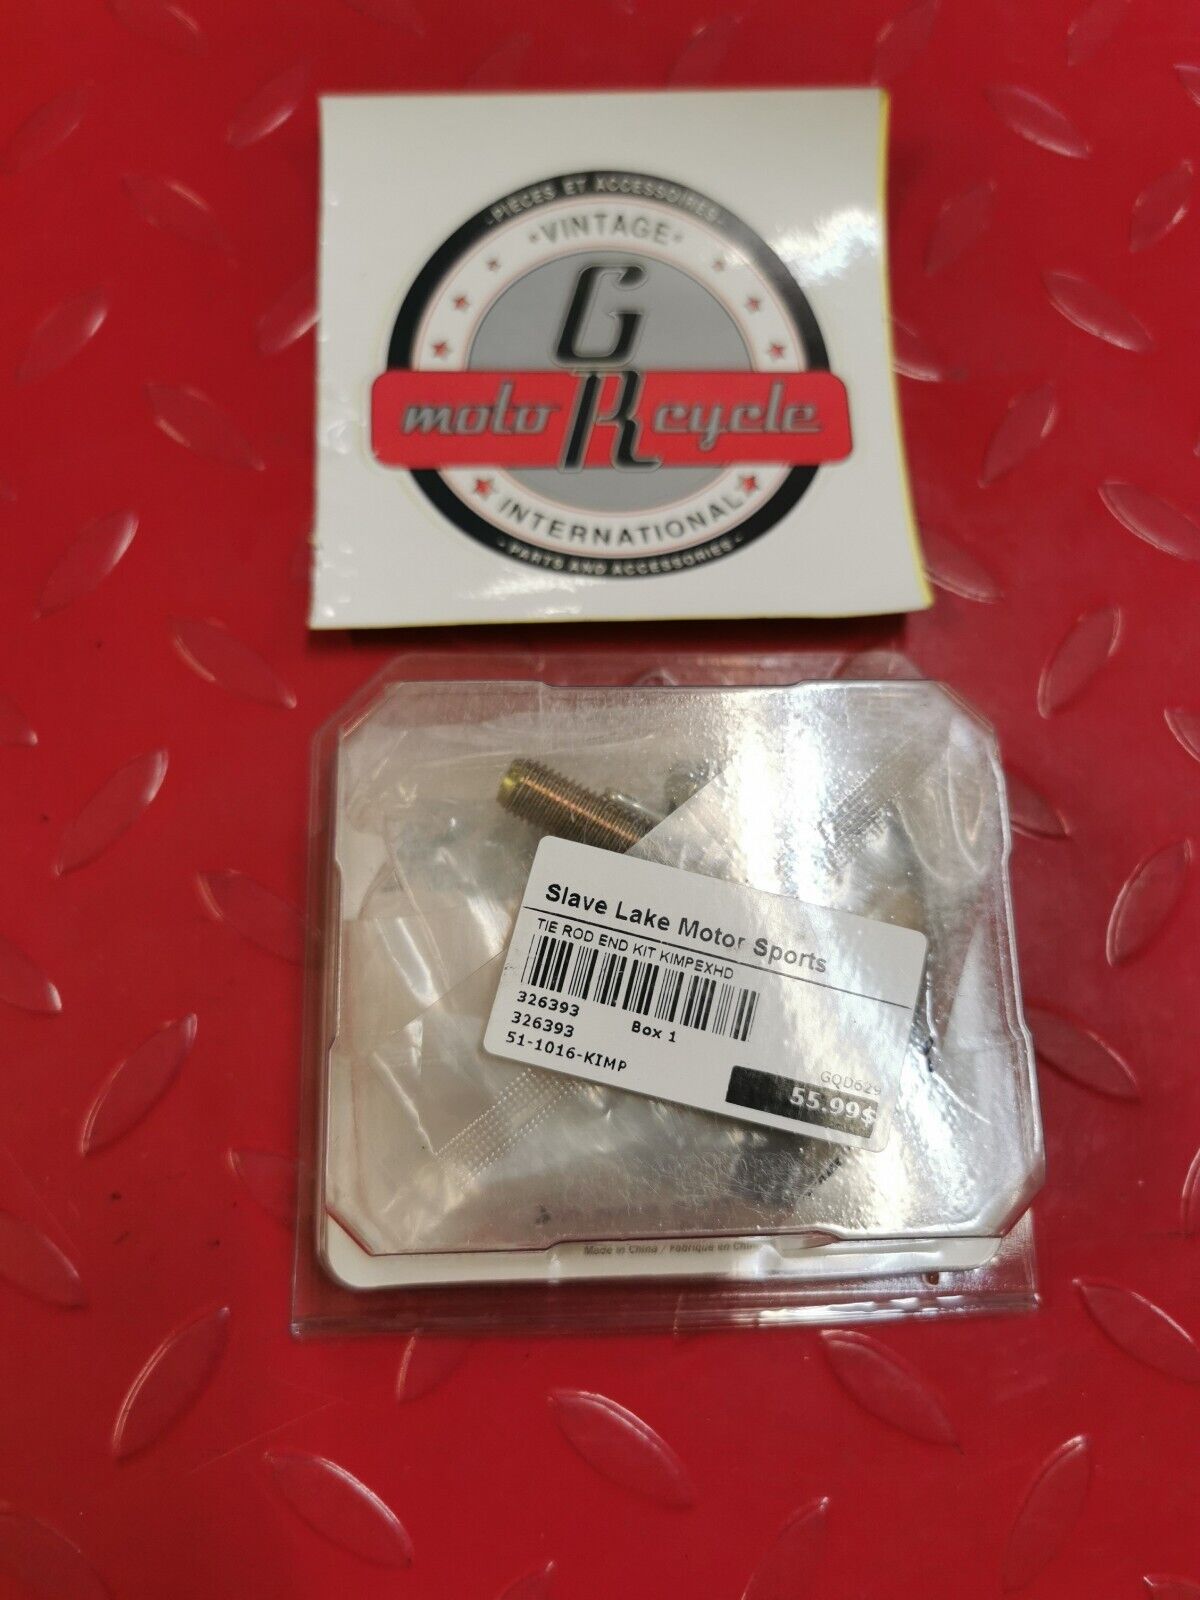 - PIECES ET ACCESSOIRES -
*VINTAGE*
G
moto R cycle
INTERNATIONAL
- PARTS AND ACCESSORIES -
Slave Lake Motor Sports
TIE ROD END KIT KIMPEXHD
326393 Box 1
326393
51-1016-KIMP
GQD629
55.99$
Made in China / Fabriqué en Chine